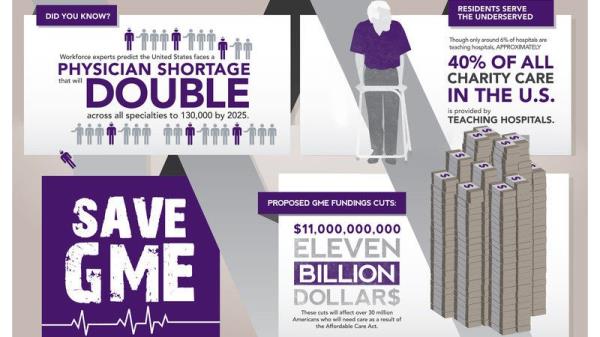 DID YOU KNOW?
Workforce experts predict the United States faces a
PHYSICIAN SHORTAGE
that will DOUBLE
across all specialties to 130,000 by 2025.
RESIDENTS SERVE
THE UNDERSERVED
Though only around 6% of hospitals are
teaching hospitals, APPROXIMATELY
40% OF ALL
CHARITY CARE
IN THE U.S.
is provided by
TEACHING HOSPITALS.
SAVE
GME
PROPOSED GME FUNDINGS CUTS:
$11,000,000,000
ELEVEN
BILLION
DOLLAR$
These cuts will affect over 30 million
Americans who will need care as a result of
the Affordable Care Act.
$
$
$
$
$
$
$
$